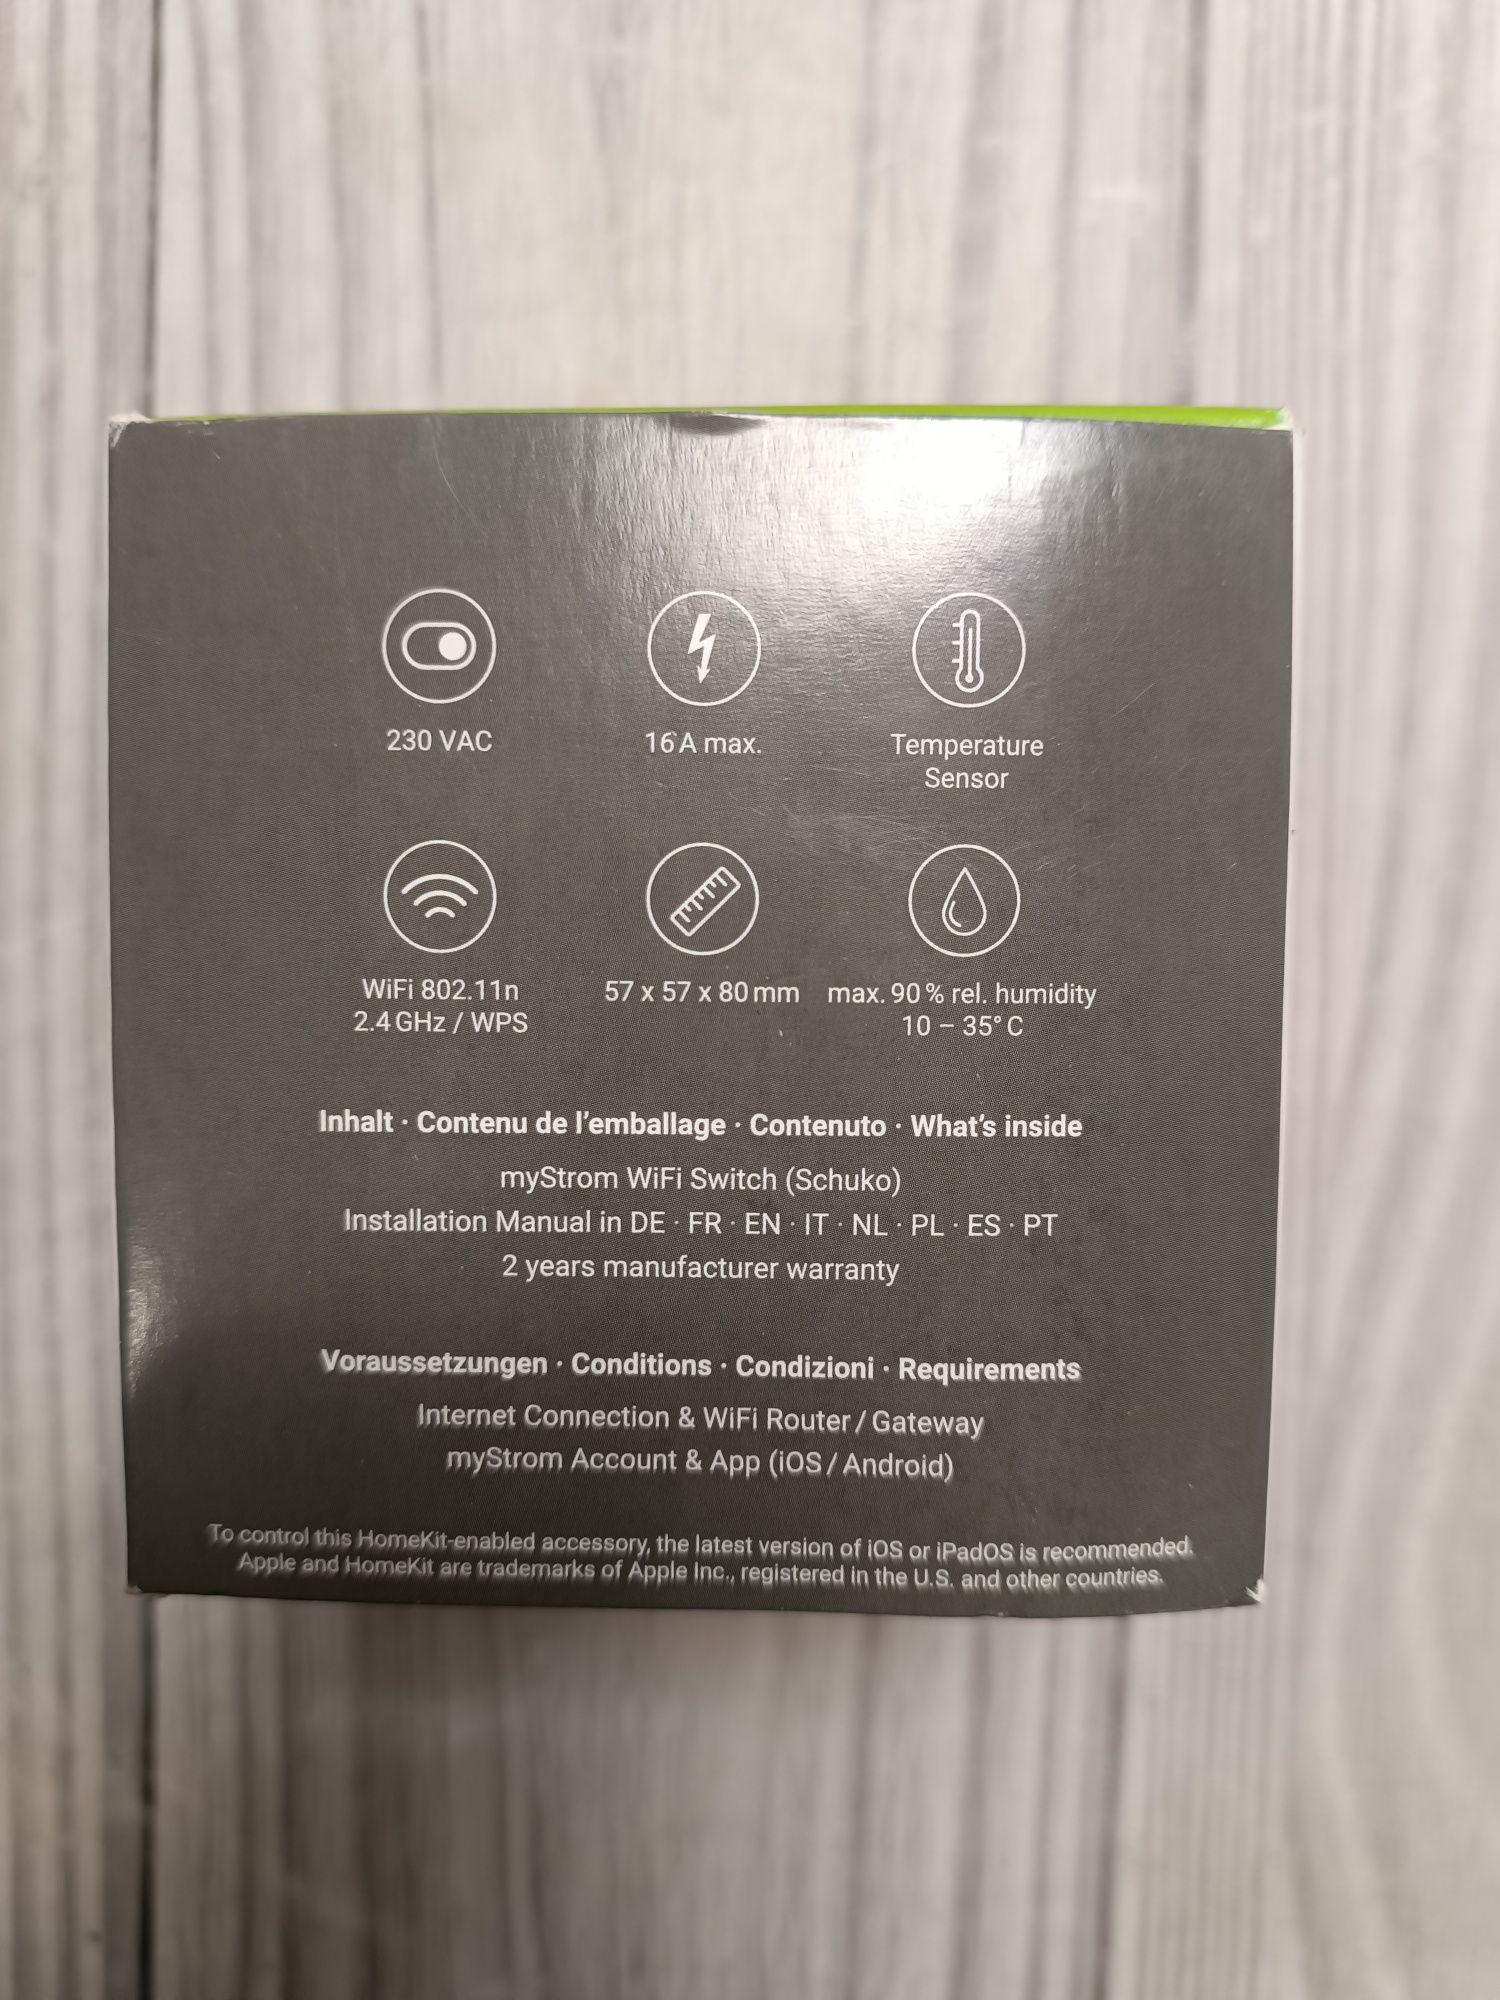 230 VAC
16 A max.
Temperature
Sensor
WiFi 802.11n
2.4 GHz / WPS
57 x 57 x 80 mm
max. 90 % rel. humidity
10 – 35° C
Inhalt · Contenu de l'emballage · Contenuto · What's inside
myStrom WiFi Switch (Schuko)
Installation Manual in DE · FR · EN · IT · NL · PL · ES · PT
2 years manufacturer warranty
Voraussetzungen · Conditions · Condizioni · Requirements
Internet Connection & WiFi Router / Gateway
myStrom Account & App (iOS / Android)
To control this HomeKit-enabled accessory, the latest version of iOS or iPadOS is recommended.
Apple and HomeKit are trademarks of Apple Inc., registered in the U.S. and other countries.